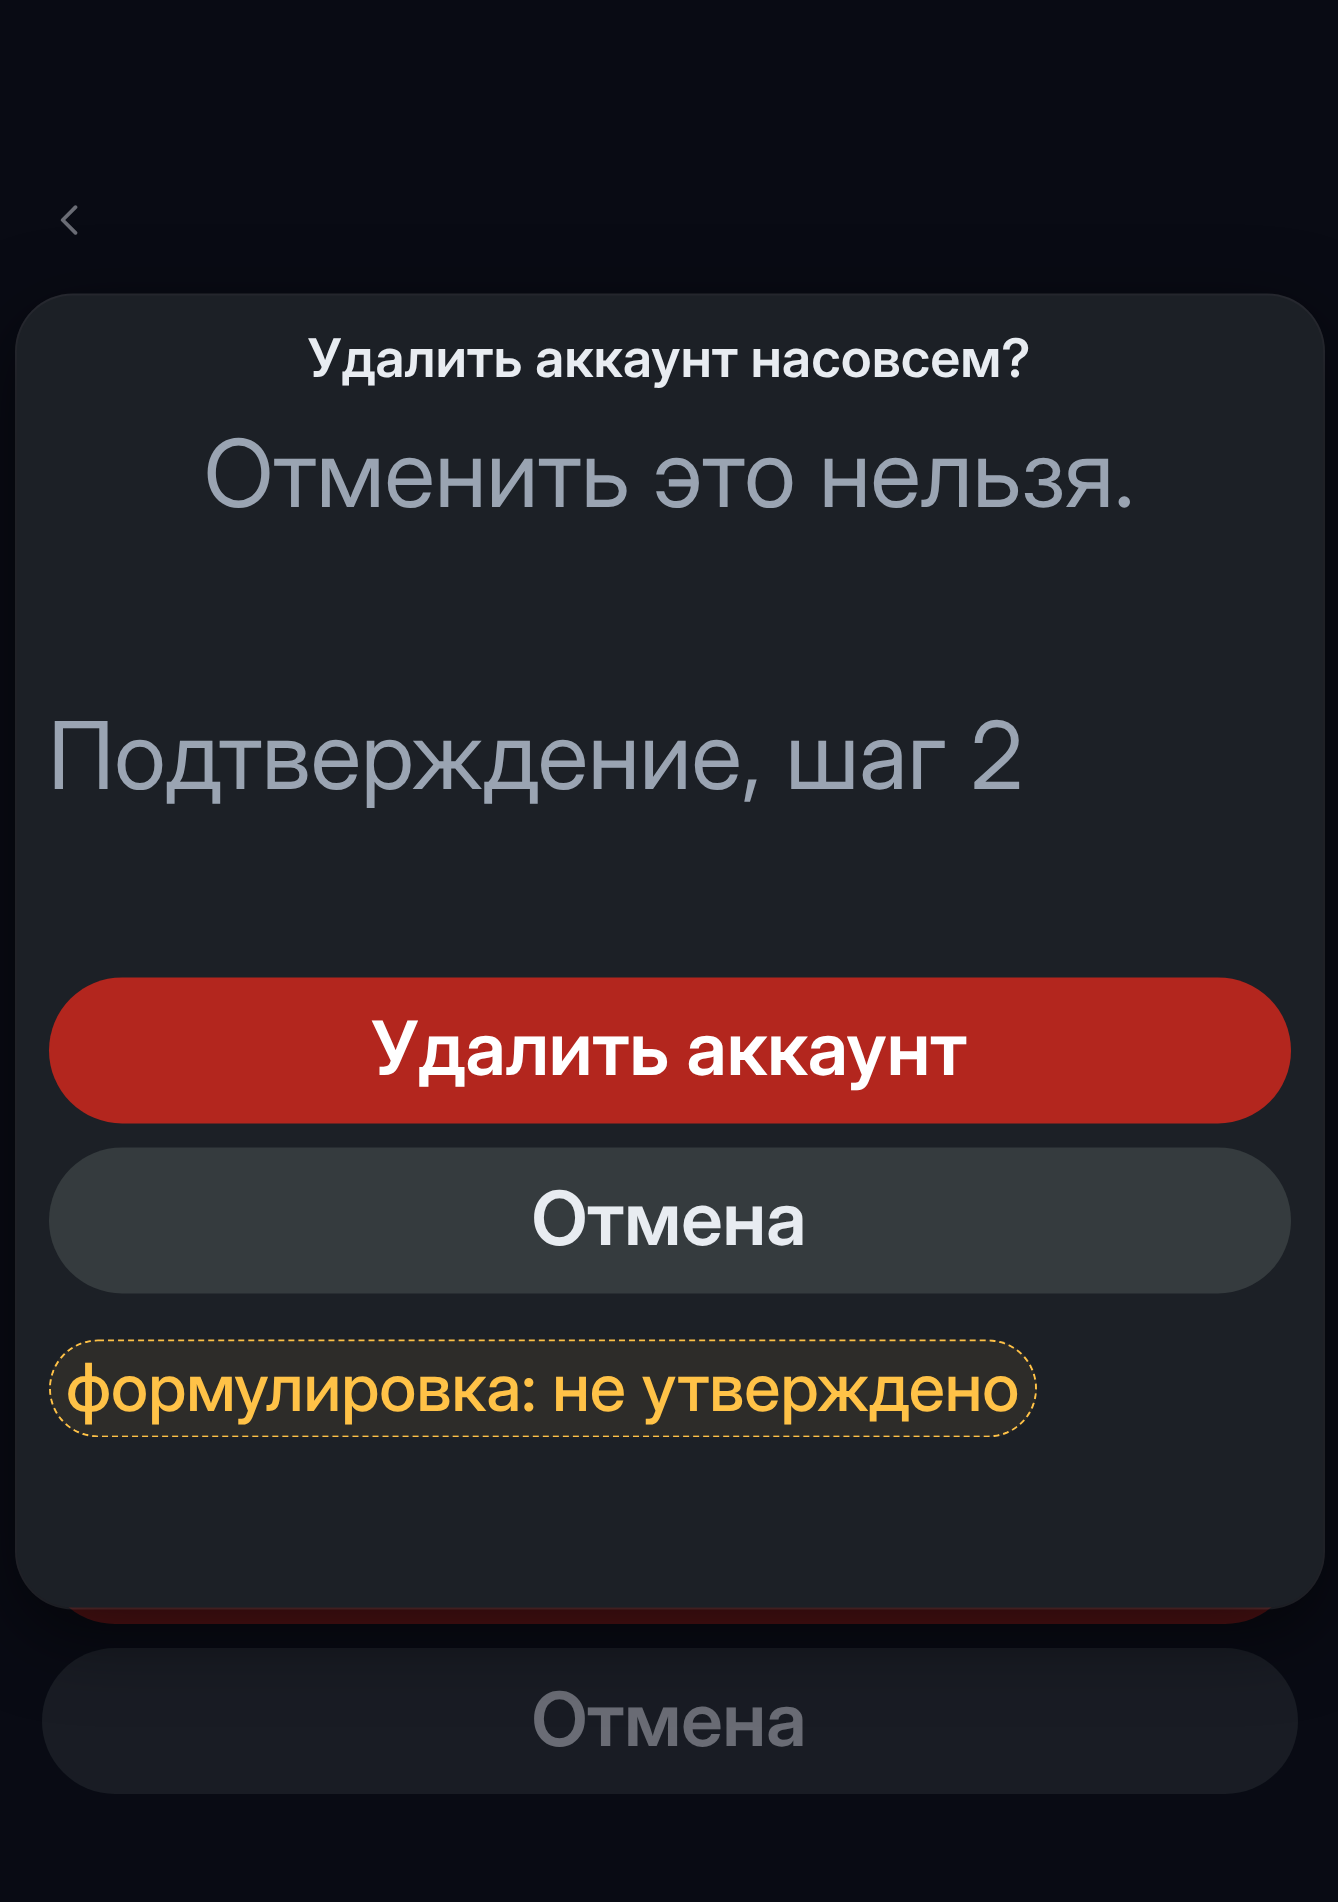 Удалить аккаунт насовсем?
Отменить это нельзя.
Подтверждение, шаг 2
Удалить аккаунт
Отмена
формулировка: не утверждено
Отмена